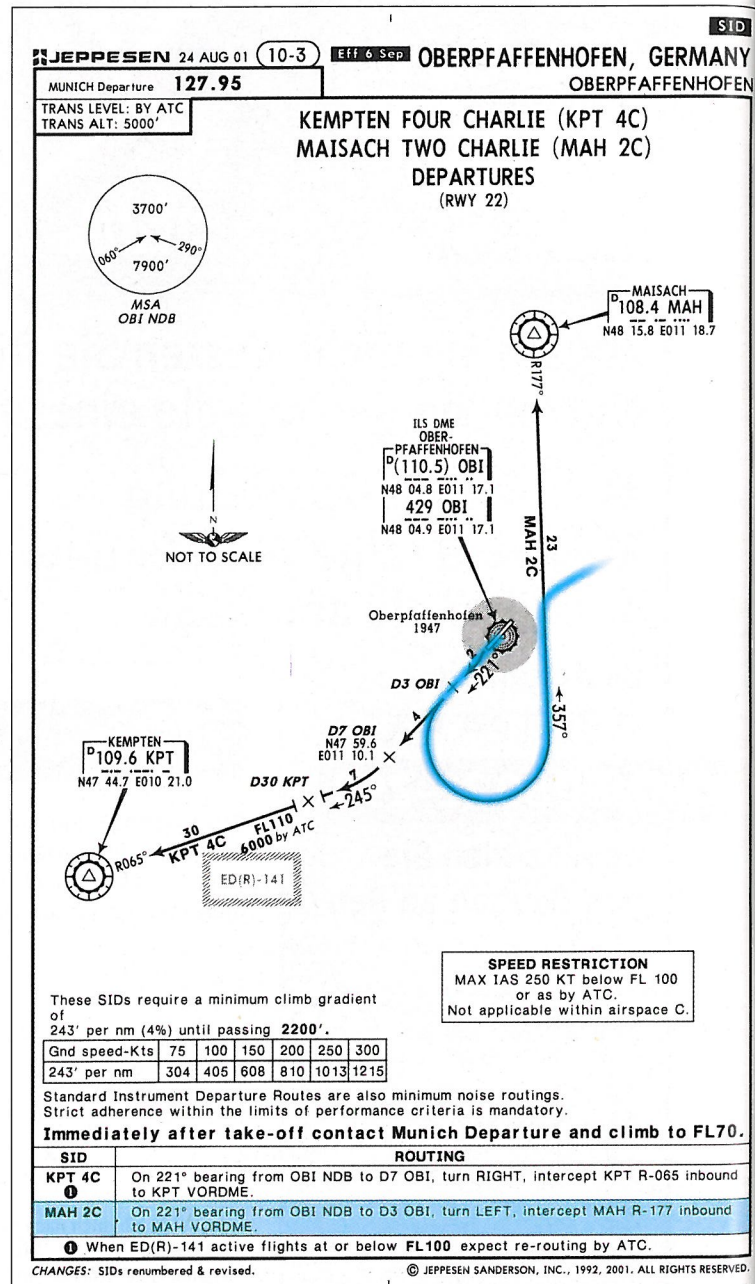 SID
JEPPESEN 24 AUG 01 10-3 Eff 6 Sep OBERPFAFFENHOFEN, GERMANY
MUNICH Departure 127.95 OBERPFAFFENHOFEN
TRANS LEVEL: BY ATC
TRANS ALT: 5000'
KEMPTEN FOUR CHARLIE (KPT 4C)
MAISACH TWO CHARLIE (MAH 2C)
DEPARTURES
(RWY 22)
3700'
060° 290°
7900'
MSA
OBI NDB
MAISACH
D 108.4 MAH
N48 15.8 E011 18.7
R177°
ILS DME
OBER-
PFAFFENHOFEN
D (110.5) OBI
N48 04.8 E011 17.1
429 OBI
N48 04.9 E011 17.1
N
NOT TO SCALE
23
MAH 2C
Oberpfaffenhofen
1947
2
221°
D3 OBI
357°
4
D7 OBI
N47 59.6
E011 10.1
KEMPTEN
D 109.6 KPT
N47 44.7 E010 21.0
D30 KPT
7
245°
30
FL110
KPT 4C
6000 by ATC
R065°
ED(R)-141
SPEED RESTRICTION
MAX IAS 250 KT below FL 100
or as by ATC.
Not applicable within airspace C.
These SIDs require a minimum climb gradient
of
243' per nm (4%) until passing 2200'.
Gnd speed-Kts 75 100 150 200 250 300
243' per nm 304 405 608 810 1013 1215
Standard Instrument Departure Routes are also minimum noise routings.
Strict adherence within the limits of performance criteria is mandatory.
Immediately after take-off contact Munich Departure and climb to FL70.
SID ROUTING
KPT 4C On 221° bearing from OBI NDB to D7 OBI, turn RIGHT, intercept KPT R-065 inbound
❶ to KPT VORDME.
MAH 2C On 221° bearing from OBI NDB to D3 OBI, turn LEFT, intercept MAH R-177 inbound
to MAH VORDME.
❶ When ED(R)-141 active flights at or below FL100 expect re-routing by ATC.
CHANGES: SIDs renumbered & revised. © JEPPESEN SANDERSON, INC., 1992, 2001. ALL RIGHTS RESERVED.